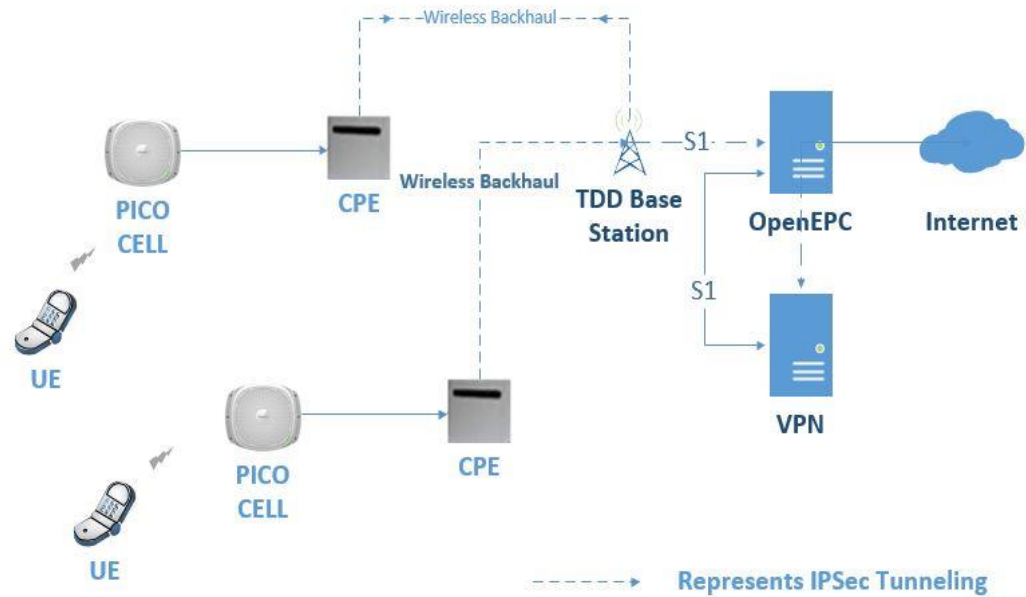 Wireless Backhaul
PICO
CELL
CPE
Wireless Backhaul
S1
TDD Base
Station
OpenEPC
Internet
UE
S1
PICO
CELL
CPE
VPN
UE
Represents IPSec Tunneling